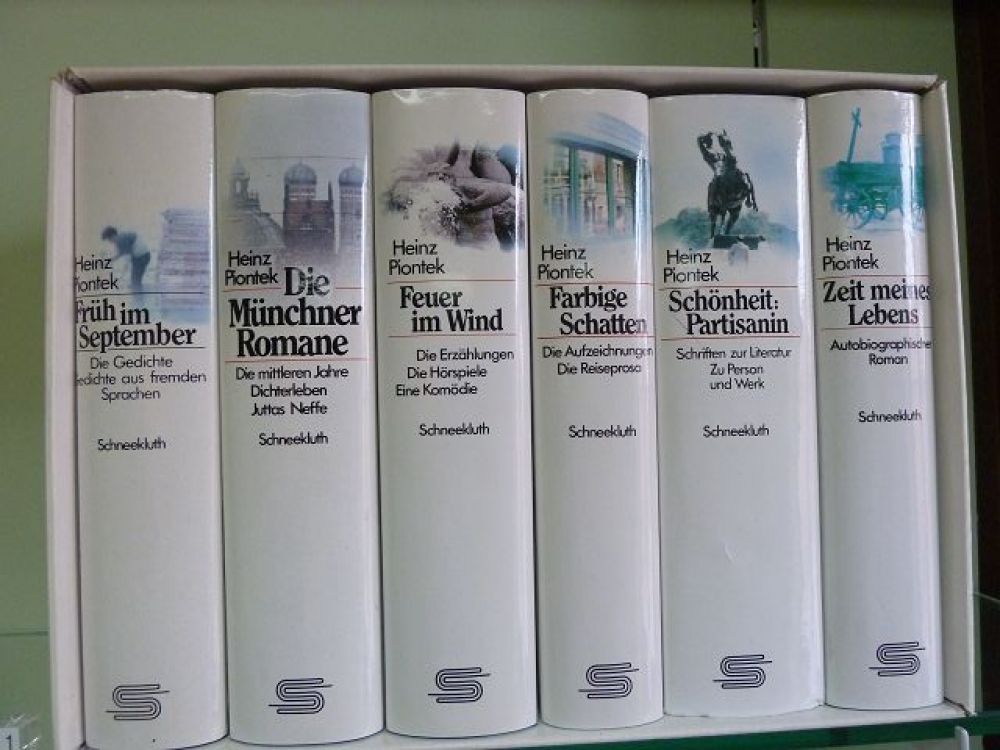 Heinz
Piontek
Früh im
September
Die Gedichte
Gedichte aus fremden
Sprachen
Schneekluth
Heinz
Piontek
Die
Münchner
Romane
Die mittleren Jahre
Dichterleben
Juttas Neffe
Schneekluth
Heinz
Piontek
Feuer
im Wind
Die Erzählungen
Die Hörspiele
Eine Komödie
Schneekluth
Heinz
Piontek
Farbige
Schatten
Die Aufzeichnungen
Die Reiseprosa
Schneekluth
Heinz
Piontek
Schönheit:
Partisanin
Schriften zur Literatur
Zu Person
und Werk
Schneekluth
Heinz
Piontek
Zeit meines
Lebens
Autobiographischer
Roman
Schneekluth
1